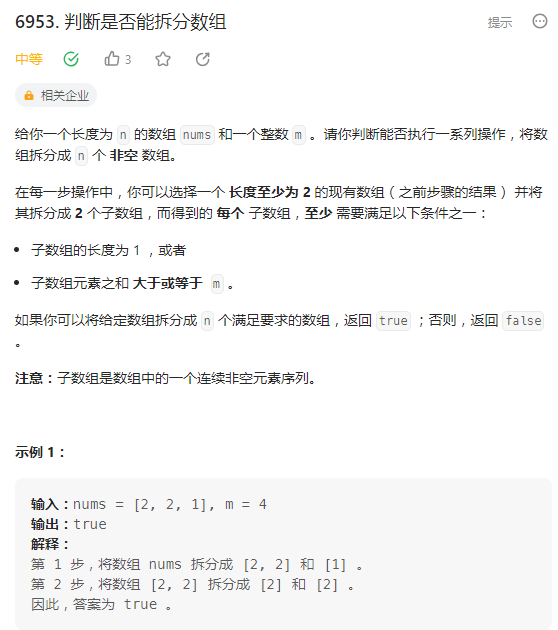 6953. 判断是否能拆分数组
提示
中等
3
相关企业
给你一个长度为 n 的数组 nums 和一个整数 m 。请你判断能否执行一系列操作，将数
组拆分成 n 个 非空 数组。
在每一步操作中，你可以选择一个 长度至少为 2 的现有数组（之前步骤的结果） 并将
其拆分成 2 个子数组，而得到的 每个 子数组，至少 需要满足以下条件之一：
• 子数组的长度为 1 ，或者
• 子数组元素之和 大于或等于 m 。
如果你可以将给定数组拆分成 n 个满足要求的数组，返回 true ；否则，返回 false
。
注意：子数组是数组中的一个连续非空元素序列。
示例 1：
输入：nums = [2, 2, 1], m = 4
输出：true
解释：
第 1 步，将数组 nums 拆分成 [2, 2] 和 [1] 。
第 2 步，将数组 [2, 2] 拆分成 [2] 和 [2] 。
因此，答案为 true 。